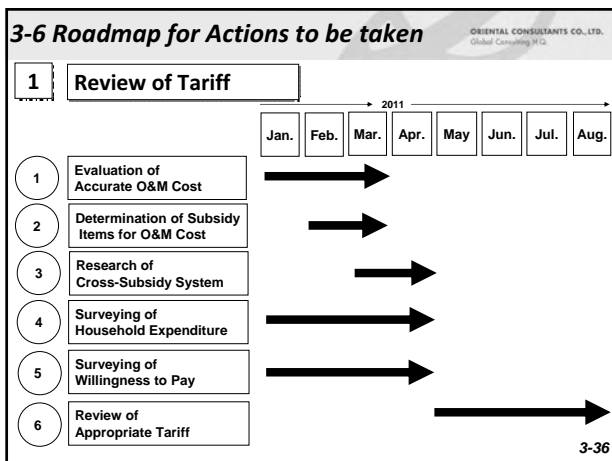 3-6 Roadmap for Actions to be taken
ORIENTAL CONSULTANTS CO., LTD.
Global Consulting H.Q.
1
Review of Tariff
2011
Jan. Feb. Mar. Apr. May Jun. Jul. Aug.
1
Evaluation of
Accurate O&M Cost
2
Determination of Subsidy
Items for O&M Cost
3
Research of
Cross-Subsidy System
4
Surveying of
Household Expenditure
5
Surveying of
Willingness to Pay
6
Review of
Appropriate Tariff
3-36